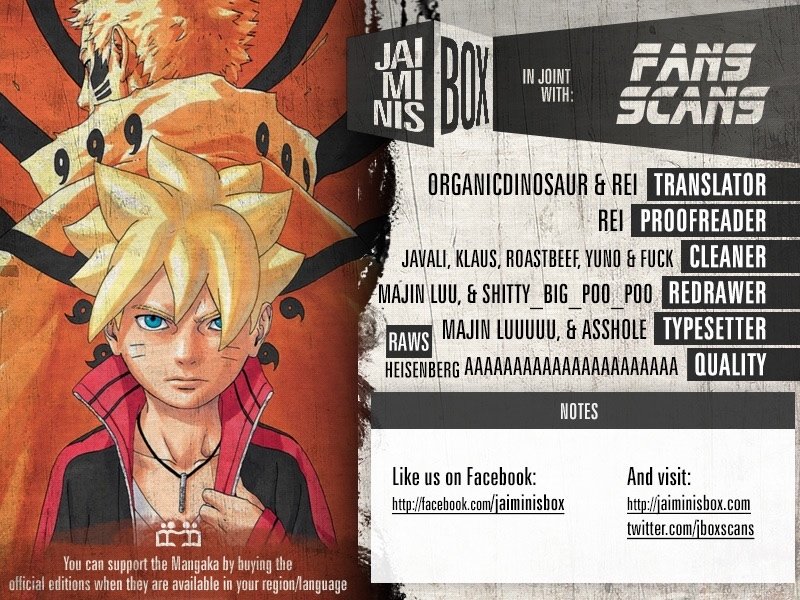 JAI
MI
NIS
BOX
IN JOINT
WITH:
FANS
SCANS
ORGANICDINOSAUR & REI TRANSLATOR
REI PROOFREADER
JAVALI, KLAUS, ROASTBEEF, YUNO & FUCK CLEANER
MAJIN LUU, & SHITTY_BIG_POO_POO REDRAWER
MAJIN LUUUUU, & ASSHOLE TYPESETTER
RAWS
HEISENBERG
AAAAAAAAAAAAAAAAAAAAAA QUALITY
NOTES
Like us on Facebook:
http://facebook.com/jaiminisbox
And visit:
http://jaiminisbox.com
twitter.com/jboxscans
You can support the Mangaka by buying the
official editions when they are available in your region/language